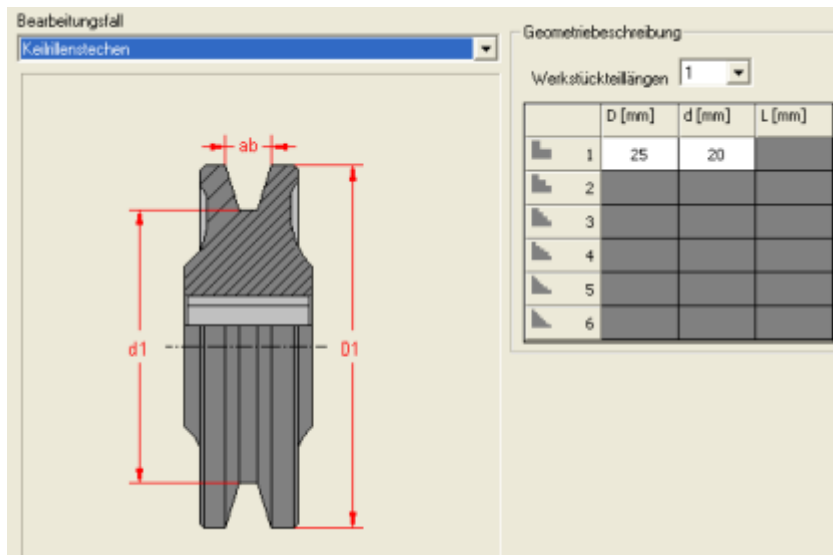 Bearbeitungsfall
Keilrillenstechen
Geometriebeschreibung
Werkstückteillängen 1
D [mm] d [mm] L [mm]
1 25 20
2
3
4
5
6
ab
d1
D1